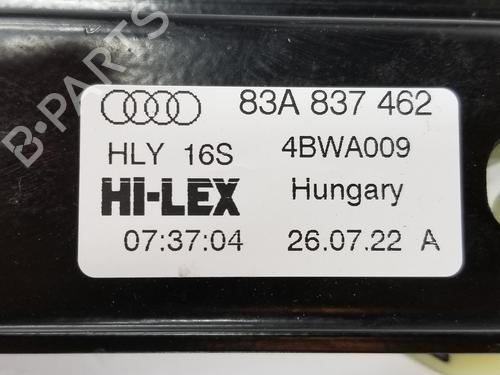 83A 837 462
HLY 16S 4BWA009
HI-LEX Hungary
07:37:04 26.07.22 A
B-PARTS